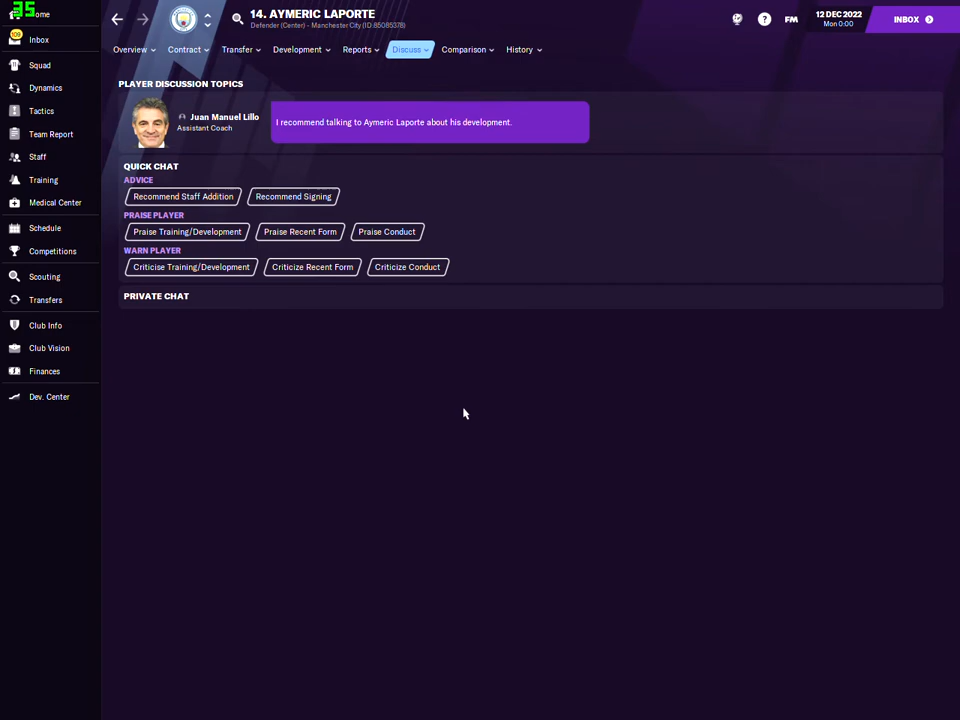 35
ome
14. AYMERIC LAPORTE
Defender (Center) - Manchester City (ID:85085378)
?
FM
12 DEC 2022
Mon 0:00
INBOX
109
Inbox
Overview
Contract
Transfer
Development
Reports
Discuss
Comparison
History
Squad
Dynamics
Tactics
Team Report
Staff
Training
Medical Center
Schedule
Competitions
Scouting
Transfers
Club Info
Club Vision
Finances
Dev. Center
PLAYER DISCUSSION TOPICS
Juan Manuel Lillo
Assistant Coach
I recommend talking to Aymeric Laporte about his development.
QUICK CHAT
ADVICE
Recommend Staff Addition
Recommend Signing
PRAISE PLAYER
Praise Training/Development
Praise Recent Form
Praise Conduct
WARN PLAYER
Criticise Training/Development
Criticize Recent Form
Criticize Conduct
PRIVATE CHAT